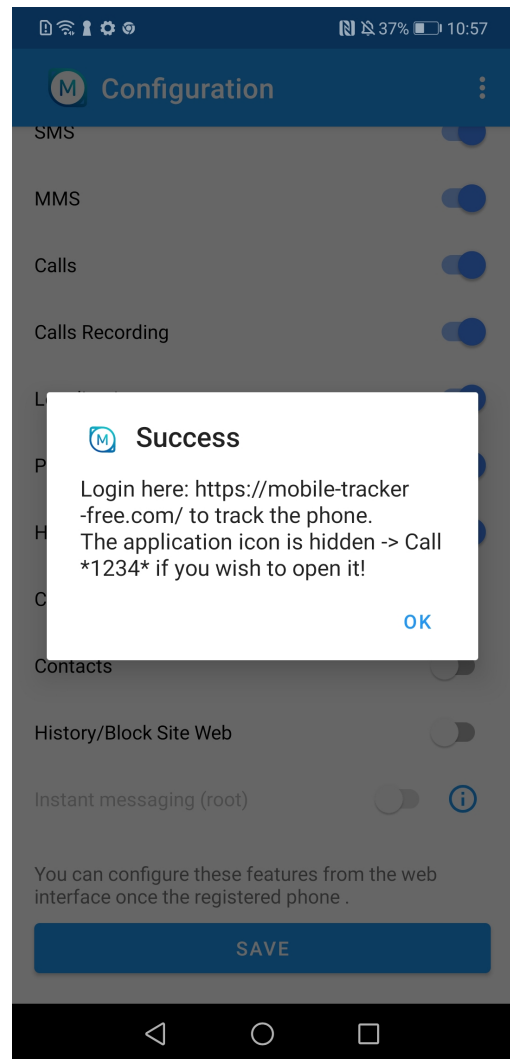 37% 10:57
M Configuration
SMS
MMS
Calls
Calls Recording
M Success
Login here: https://mobile-tracker
-free.com/ to track the phone.
The application icon is hidden -> Call
*1234* if you wish to open it!
OK
Contacts
History/Block Site Web
Instant messaging (root)
You can configure these features from the web
interface once the registered phone .
SAVE